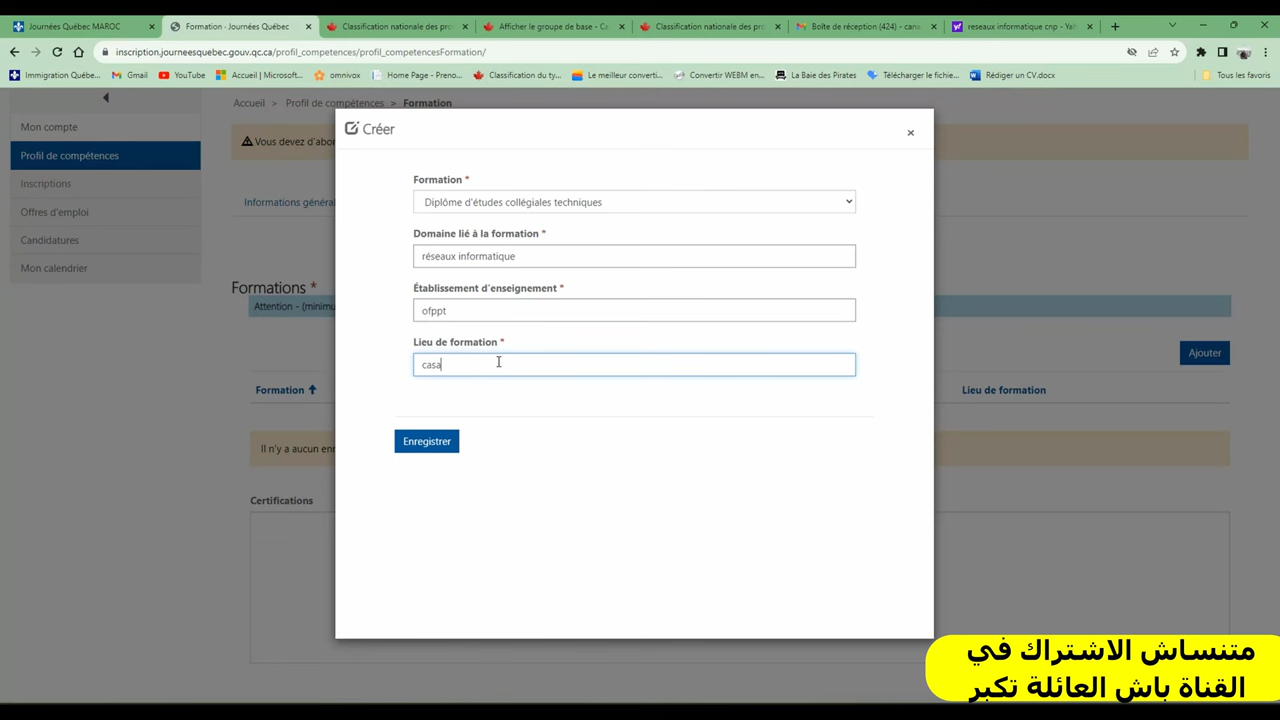 Journées Québec MAROC
Formation - Journées Québec
Classification nationale des pro
Afficher le groupe de base - Ca
Classification nationale des pro
Boîte de réception (424) - cana
reseaux informatique cnp - Yah
inscription.journeesquebec.gouv.qc.ca/profil_competences/profil_competencesFormation/
Immigration Québe...
Gmail
YouTube
Accueil | Microsoft...
omnivox
Home Page - Preno...
Classification du ty...
Le meilleur converti...
Convertir WEBM en...
La Baie des Pirates
Télécharger le fichie...
Rédiger un CV.docx
Tous les favoris
Accueil > Profil de compétences > Formation
Mon compte
Profil de compétences
Inscriptions
Offres d'emploi
Candidatures
Mon calendrier
Vous devez d'abor
Informations général
Formations *
Attention - (minimu
Ajouter
Formation
Lieu de formation
Il n'y a aucun enr
Certifications
Créer
×
Formation *
Diplôme d'études collégiales techniques
Domaine lié à la formation *
réseaux informatique
Établissement d'enseignement *
ofppt
Lieu de formation *
casa
Enregistrer
متنساش الاشتراك في
القناة باش العائلة تكبر